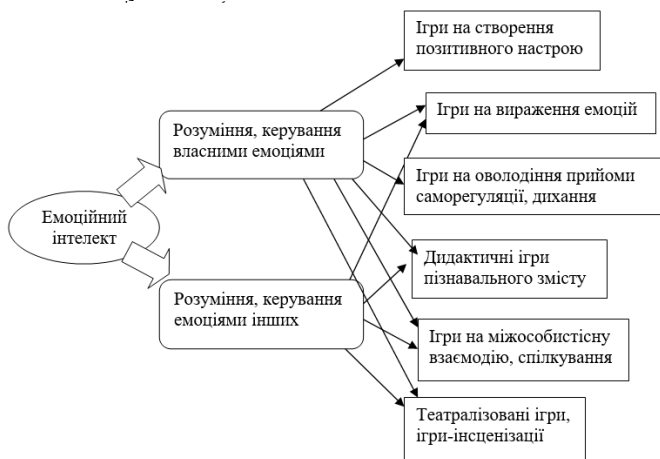 Ігри на створення
позитивного настрою
Ігри на вираження емоцій
Розуміння, керування
власними емоціями
Ігри на оволодіння прийоми
саморегуляції, дихання
Емоційний
інтелект
Дидактичні ігри
пізнавального змісту
Розуміння, керування
емоціями інших
Ігри на міжособистісну
взаємодію, спілкування
Театралізовані ігри,
ігри-інсценізації